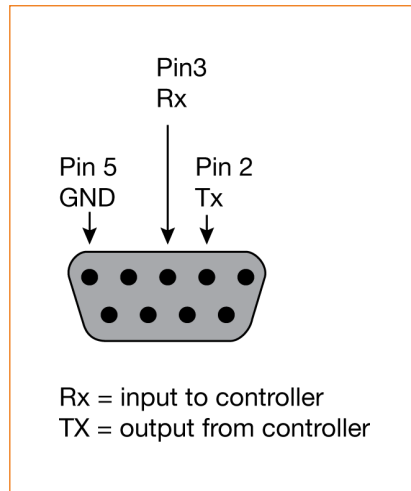 Pin3
Rx
Pin 5
GND
Pin 2
Tx
Rx = input to controller
TX = output from controller